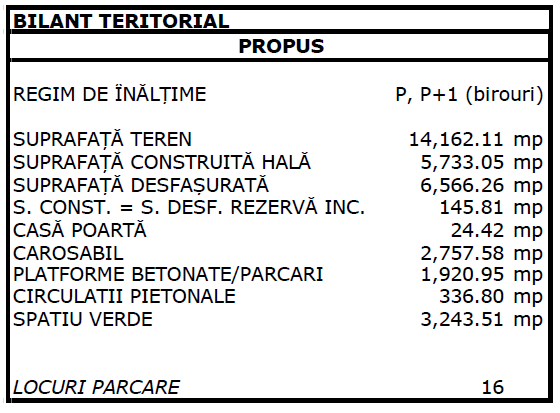 BILANT TERITORIAL
PROPUS
REGIM DE ÎNĂLȚIME P, P+1 (birouri)
SUPRAFAȚĂ TEREN 14,162.11 mp
SUPRAFAȚĂ CONSTRUITĂ HALĂ 5,733.05 mp
SUPRAFAȚĂ DESFAȘURATĂ 6,566.26 mp
S. CONST. = S. DESF. REZERVĂ INC. 145.81 mp
CASĂ POARTĂ 24.42 mp
CAROSABIL 2,757.58 mp
PLATFORME BETONATE/PARCARI 1,920.95 mp
CIRCULATII PIETONALE 336.80 mp
SPATIU VERDE 3,243.51 mp
LOCURI PARCARE 16